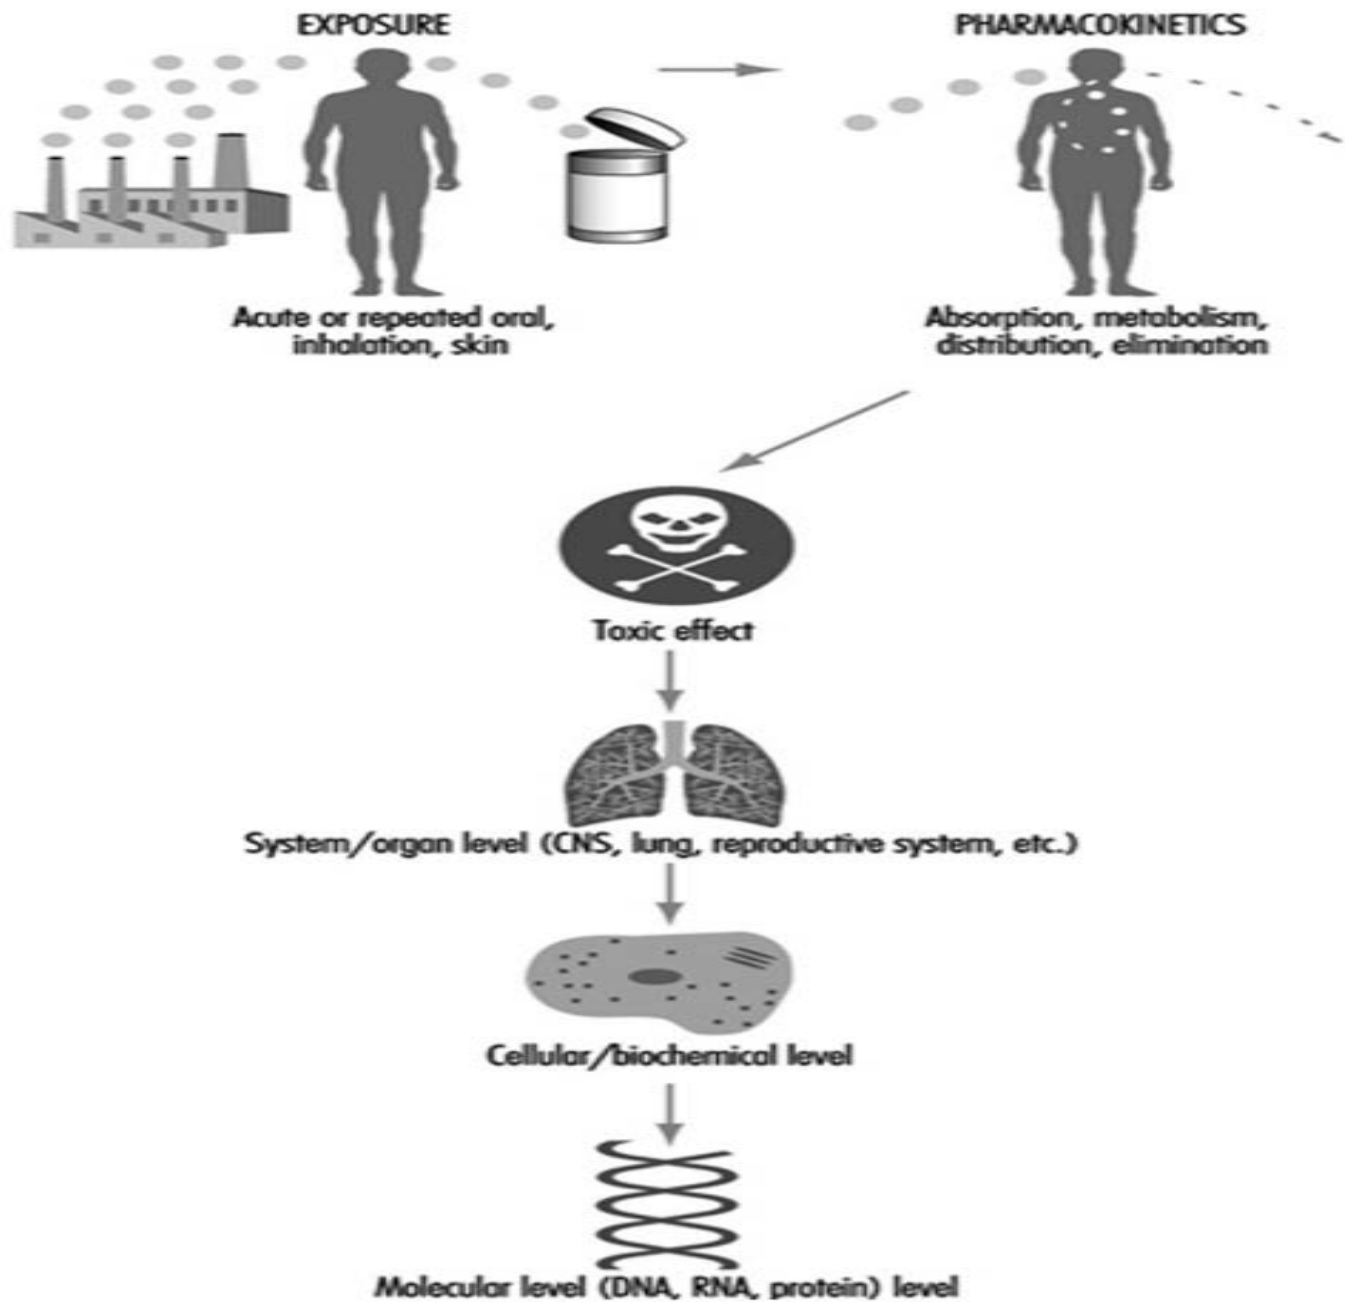 EXPOSURE
PHARMACOKINETICS
Acute or repeated oral,
inhalation, skin
Absorption, metabolism,
distribution, elimination
Toxic effect
System/organ level (CNS, lung, reproductive system, etc.)
Cellular/biochemical level
Molecular level (DNA, RNA, protein) level